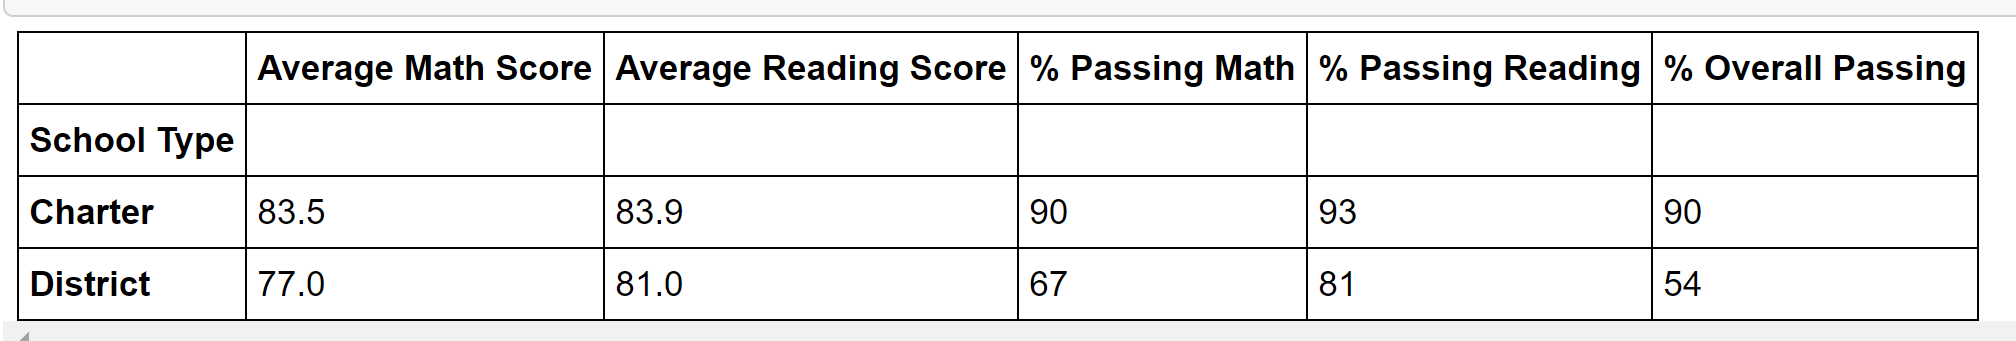 Average Math Score Average Reading Score % Passing Math % Passing Reading % Overall Passing
School Type
Charter 83.5 83.9 90 93 90
District 77.0 81.0 67 81 54